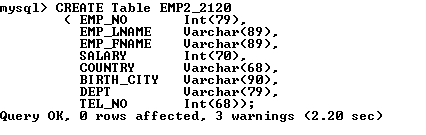 mysql> CREATE Table EMP2_2120
( EMP_NO Int(79),
EMP_LNAME Varchar(89),
EMP_FNAME Varchar(89),
SALARY Int(70),
COUNTRY Varchar(68),
BIRTH_CITY Varchar(90),
DEPT Varchar(79),
TEL_NO Int(68));
Query OK, 0 rows affected, 3 warnings (2.20 sec)